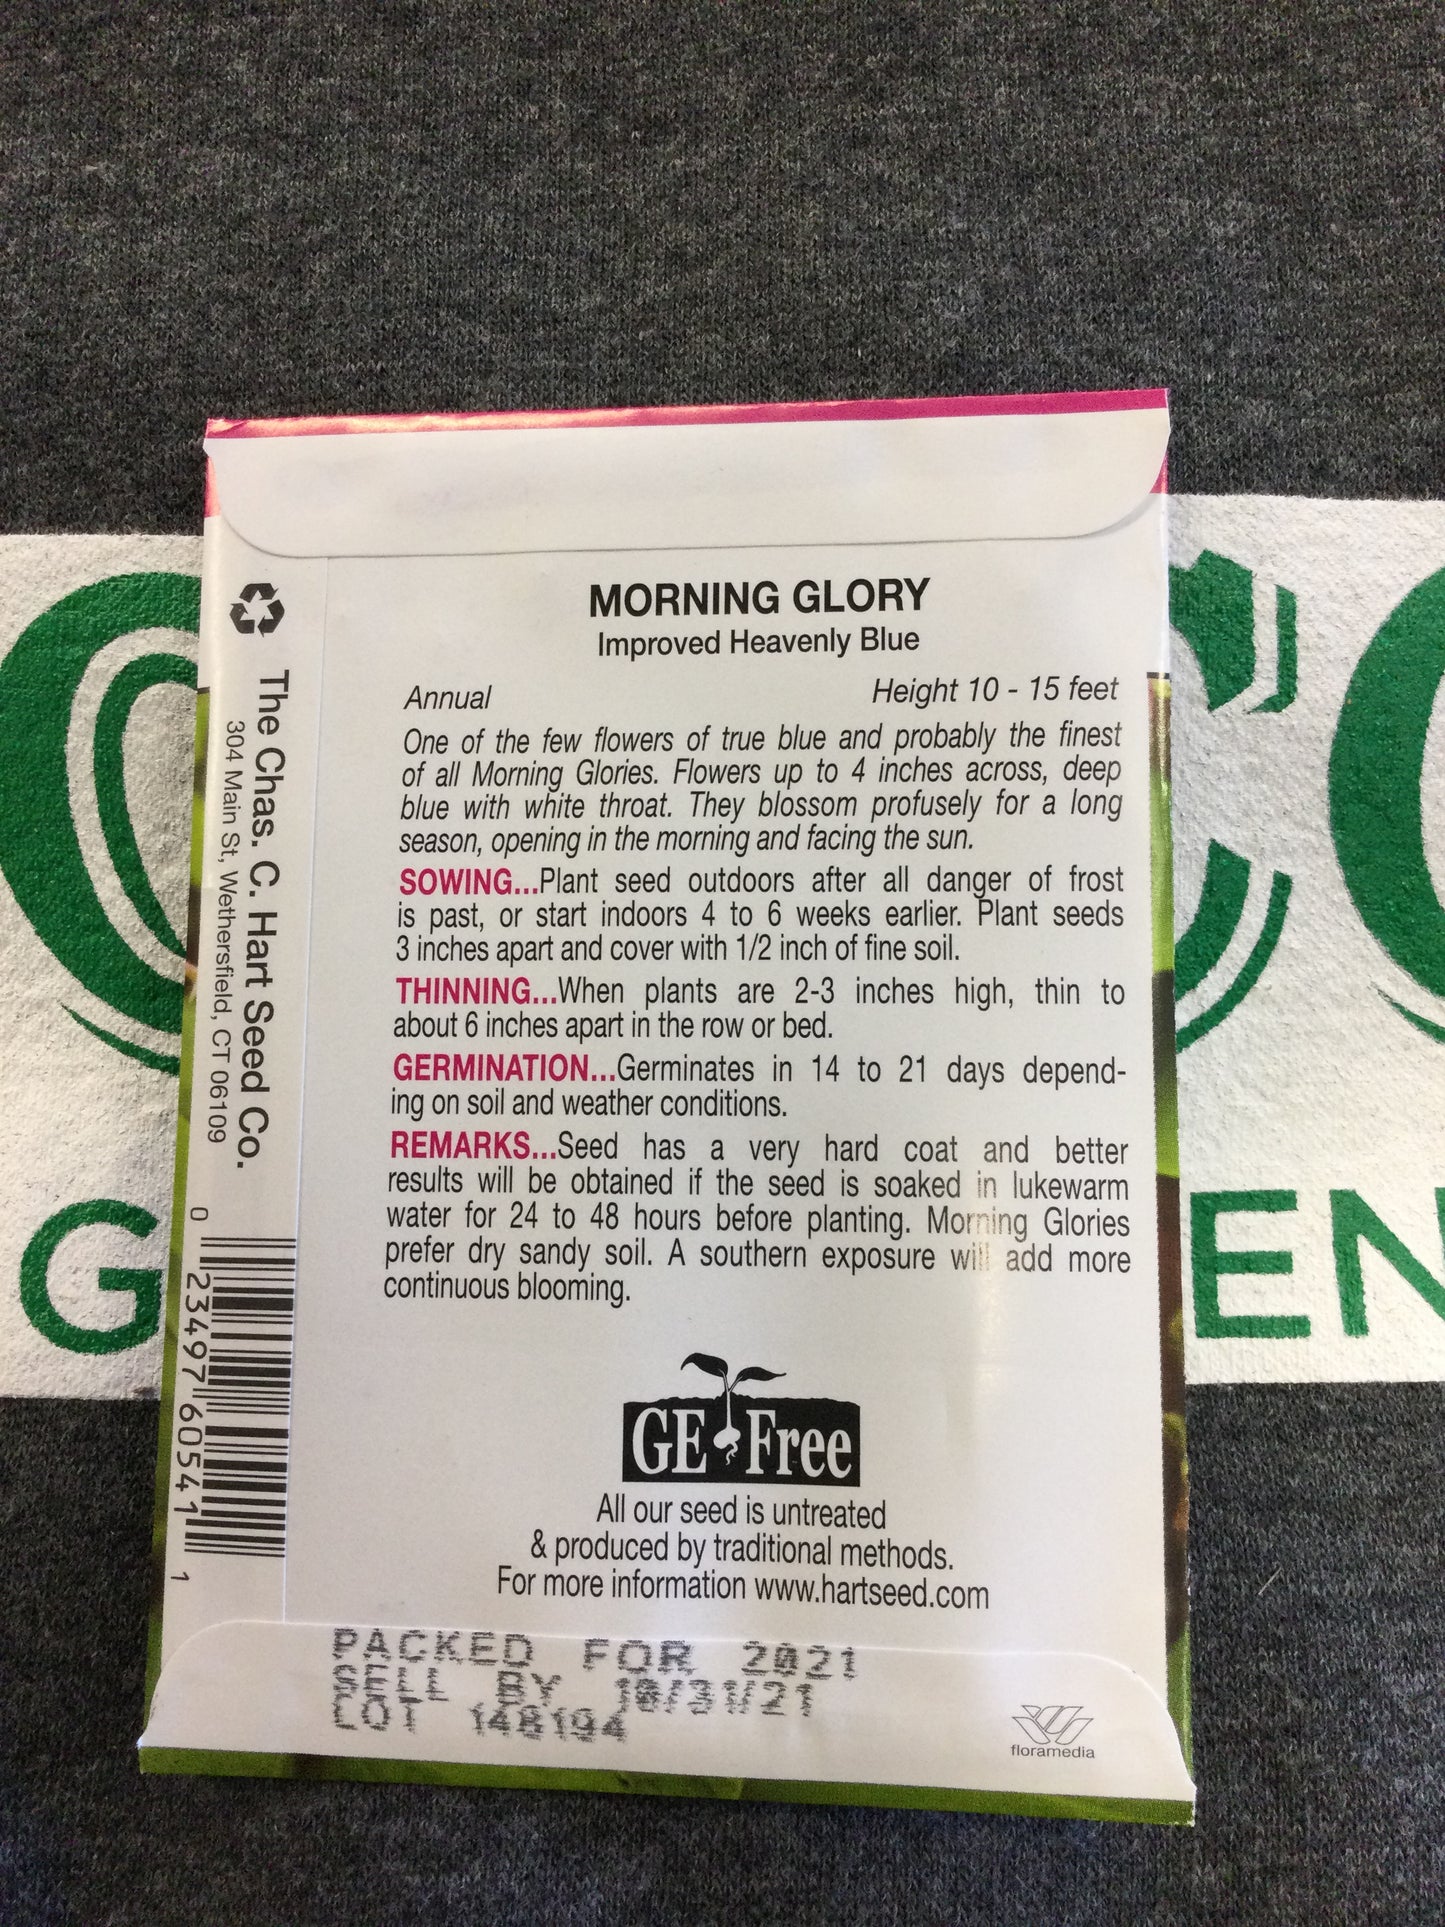 MORNING GLORY
Improved Heavenly Blue
Annual Height 10 - 15 feet
One of the few flowers of true blue and probably the finest
of all Morning Glories. Flowers up to 4 inches across, deep
blue with white throat. They blossom profusely for a long
season, opening in the morning and facing the sun.
SOWING...Plant seed outdoors after all danger of frost
is past, or start indoors 4 to 6 weeks earlier. Plant seeds
3 inches apart and cover with 1/2 inch of fine soil.
THINNING...When plants are 2-3 inches high, thin to
about 6 inches apart in the row or bed.
GERMINATION...Germinates in 14 to 21 days depend-
ing on soil and weather conditions.
REMARKS...Seed has a very hard coat and better
results will be obtained if the seed is soaked in lukewarm
water for 24 to 48 hours before planting. Morning Glories
prefer dry sandy soil. A southern exposure will add more
continuous blooming.
GE Free
All our seed is untreated
& produced by traditional methods.
For more information www.hartseed.com
PACKED FOR 2021
SELL BY 10/31/21
LOT 148194
floramedia
The Chas. C. Hart Seed Co.
304 Main St, Wethersfield, CT 06109
0 23497 60541 1
G
EN